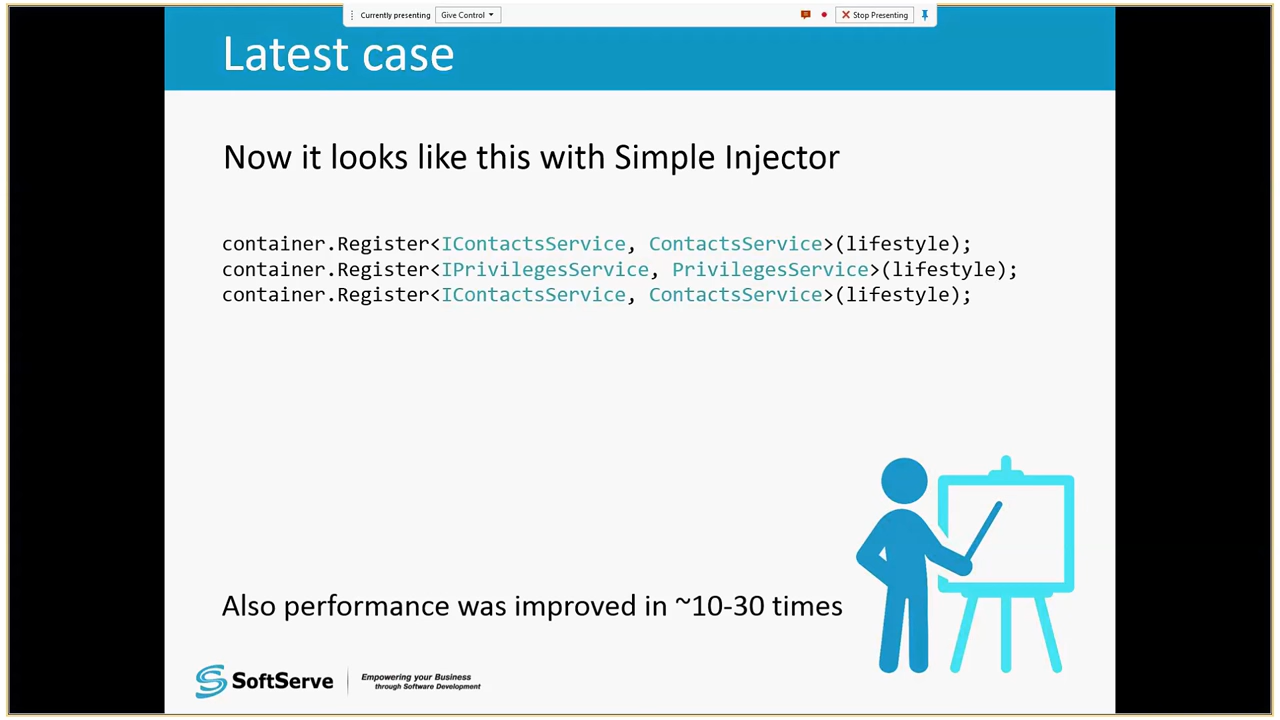 Currently presenting Give Control Stop Presenting
Latest case
Now it looks like this with Simple Injector
container.Register<IContactsService, ContactsService>(lifestyle);
container.Register<IPrivilegesService, PrivilegesService>(lifestyle);
container.Register<IContactsService, ContactsService>(lifestyle);
Also performance was improved in ~10-30 times
SoftServe
Empowering your Business
through Software Development